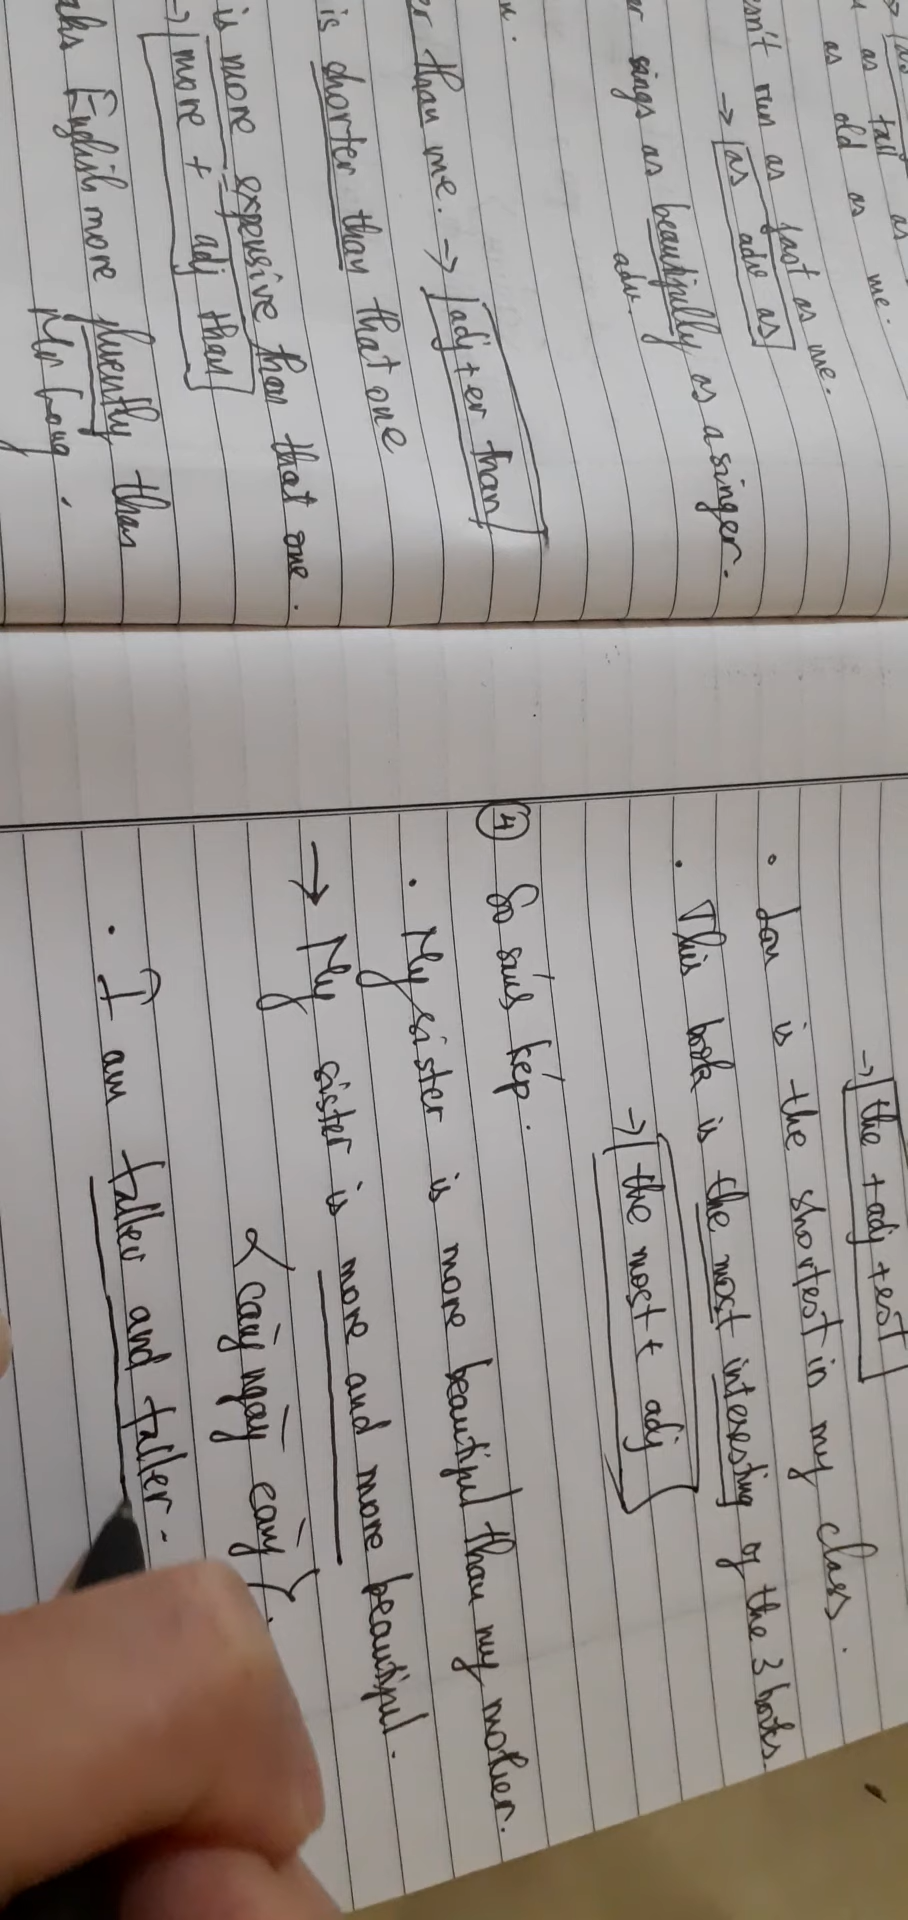 as tall as
as old as me.
run as fast as me.
→ as adv as
sings as beautifully as a singer.
adv.
er than me. → adj + er than
is shorter than that one
is more expensive than that one.
→ more + adj than
English more fluently than
Mr
→ the + adj + est
• Lan is the shortest in my class.
• This book is the most interesting of the 3 books.
→ the most + adj
④ So sánh kép.
• My sister is more beautiful than my mother.
→ My sister is more and more beautiful.
< càng ngày càng >.
• I am taller and taller.